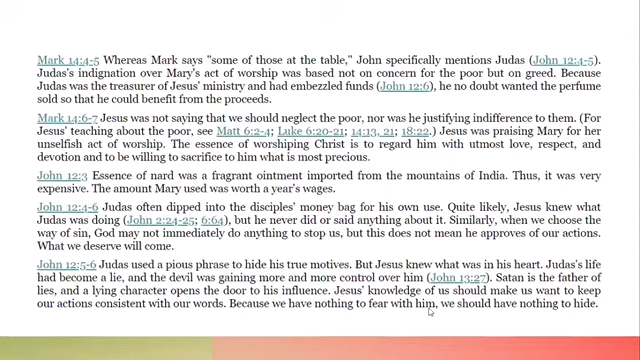 Mark 14:4-5 Whereas Mark says "some of those at the table," John specifically mentions Judas (John 12:4-5).
Judas's indignation over Mary's act of worship was based not on concern for the poor but on greed. Because
Judas was the treasurer of Jesus' ministry and had embezzled funds (John 12:6), he no doubt wanted the perfume
sold so that he could benefit from the proceeds.
Mark 14:6-7 Jesus was not saying that we should neglect the poor, nor was he justifying indifference to them. (For
Jesus' teaching about the poor, see Matt 6:2-4; Luke 6:20-21; 14:13, 21; 18:22.) Jesus was praising Mary for her
unselfish act of worship. The essence of worshiping Christ is to regard him with utmost love, respect, and
devotion and to be willing to sacrifice to him what is most precious.
John 12:3 Essence of nard was a fragrant ointment imported from the mountains of India. Thus, it was very
expensive. The amount Mary used was worth a year's wages.
John 12:4-6 Judas often dipped into the disciples' money bag for his own use. Quite likely, Jesus knew what
Judas was doing (John 2:24-25; 6:64), but he never did or said anything about it. Similarly, when we choose the
way of sin, God may not immediately do anything to stop us, but this does not mean he approves of our actions.
What we deserve will come.
John 12:5-6 Judas used a pious phrase to hide his true motives. But Jesus knew what was in his heart. Judas's life
had become a lie, and the devil was gaining more and more control over him (John 13:27). Satan is the father of
lies, and a lying character opens the door to his influence. Jesus' knowledge of us should make us want to keep
our actions consistent with our words. Because we have nothing to fear with him, we should have nothing to hide.